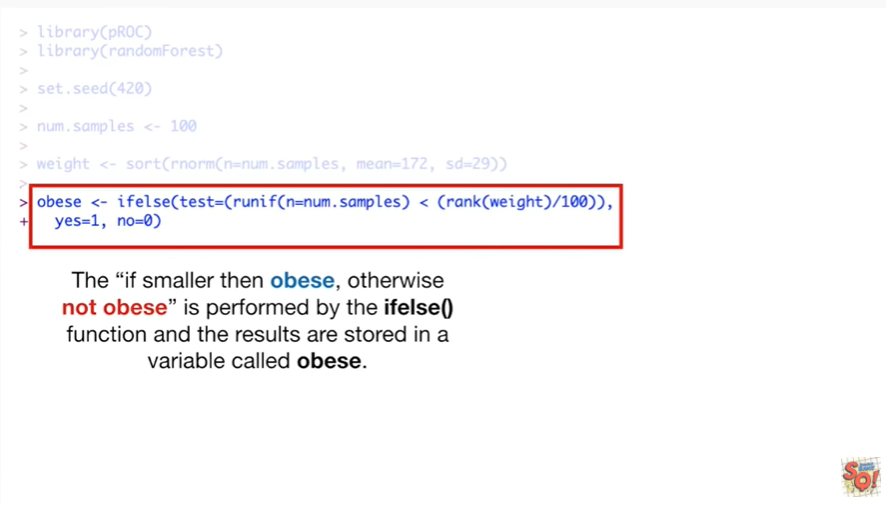 > library(pROC)
> library(randomForest)
>
> set.seed(420)
>
> num.samples <- 100
>
> weight <- sort(rnorm(n=num.samples, mean=172, sd=29))
>
> obese <- ifelse(test=(runif(n=num.samples) < (rank(weight)/100)),
+   yes=1, no=0)
The “if smaller then obese, otherwise
not obese” is performed by the ifelse()
function and the results are stored in a
variable called obese.
SQ!